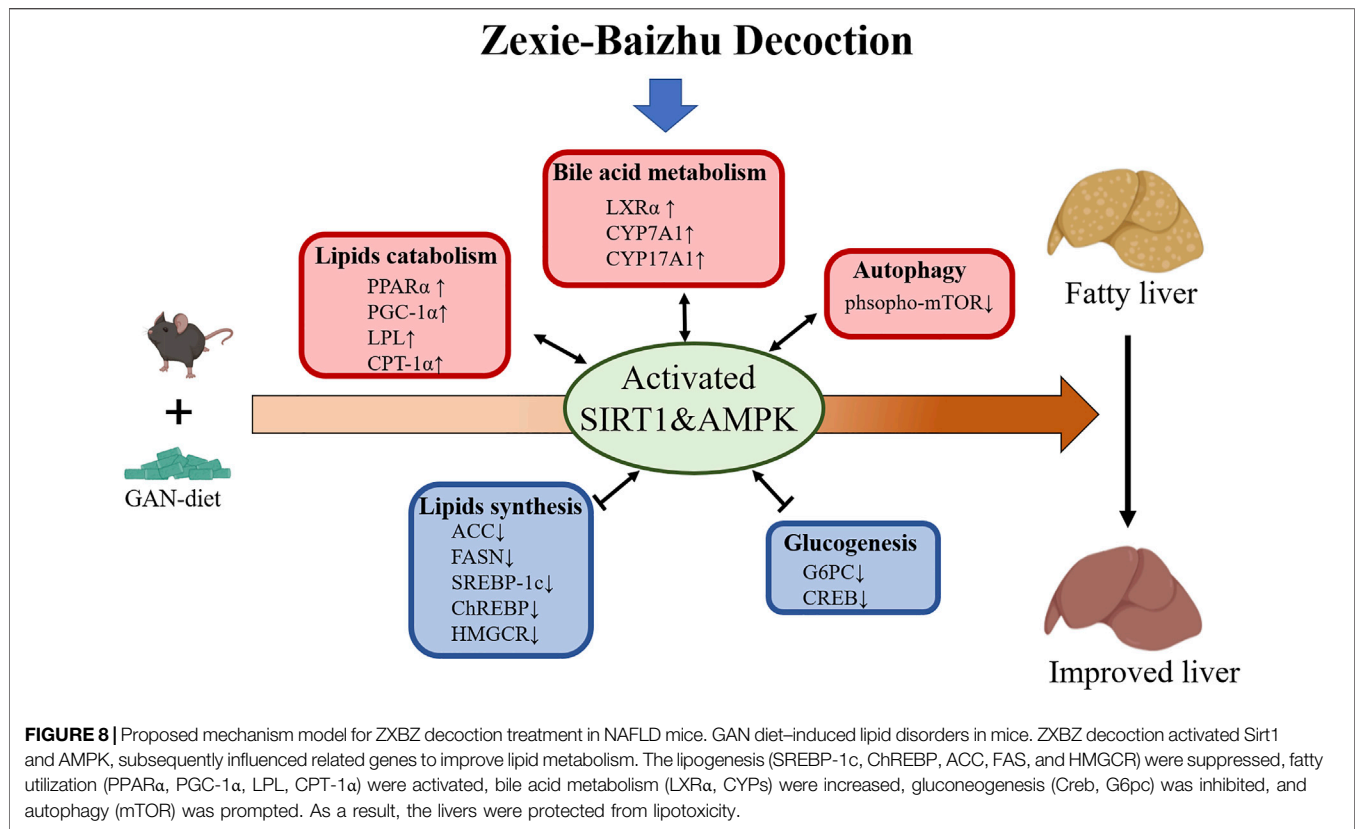 Zexie-Baizhu Decoction
Bile acid metabolism
LXRα ↑
CYP7A1↑
CYP17A1↑
Lipids catabolism
PPARα ↑
PGC-1α↑
LPL↑
CPT-1α↑
Autophagy
phsopho-mTOR↓
Fatty liver
+
GAN-diet
Activated
SIRT1&AMPK
Lipids synthesis
ACC↓
FASN↓
SREBP-1c↓
ChREBP↓
HMGCR↓
Glucogenesis
G6PC↓
CREB↓
Improved liver
FIGURE 8 | Proposed mechanism model for ZXBZ decoction treatment in NAFLD mice. GAN diet–induced lipid disorders in mice. ZXBZ decoction activated Sirt1
and AMPK, subsequently influenced related genes to improve lipid metabolism. The lipogenesis (SREBP-1c, ChREBP, ACC, FAS, and HMGCR) were suppressed, fatty
utilization (PPARα, PGC-1α, LPL, CPT-1α) were activated, bile acid metabolism (LXRα, CYPs) were increased, gluconeogenesis (Creb, G6pc) was inhibited, and
autophagy (mTOR) was prompted. As a result, the livers were protected from lipotoxicity.